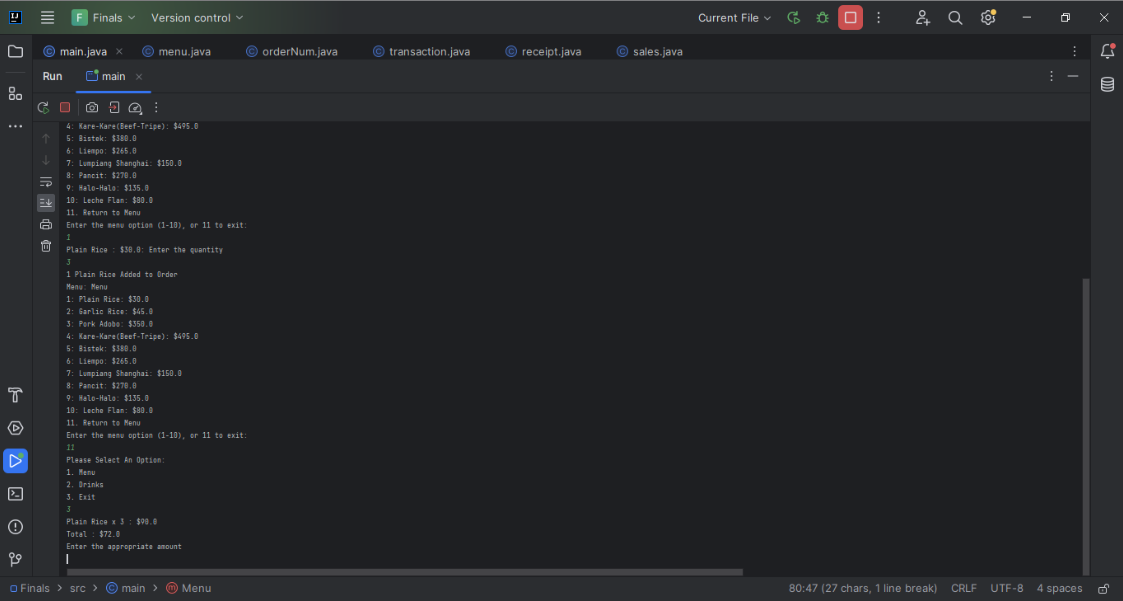 IJ
F Finals
Version control
Current File
main.java
menu.java
orderNum.java
transaction.java
receipt.java
sales.java
Run
main
4: Kare-Kare(Beef-Tripe): $495.0
5: Bistek: $380.0
6: Liempo: $265.0
7: Lumpiang Shanghai: $150.0
8: Pancit: $270.0
9: Halo-Halo: $135.0
10: Leche Flan: $80.0
11. Return to Menu
Enter the menu option (1-10), or 11 to exit:
1
Plain Rice : $30.0: Enter the quantity
3
1 Plain Rice Added to Order
Menu: Menu
1: Plain Rice: $30.0
2: Garlic Rice: $45.0
3: Pork Adobo: $350.0
4: Kare-Kare(Beef-Tripe): $495.0
5: Bistek: $380.0
6: Liempo: $265.0
7: Lumpiang Shanghai: $150.0
8: Pancit: $270.0
9: Halo-Halo: $135.0
10: Leche Flan: $80.0
11. Return to Menu
Enter the menu option (1-10), or 11 to exit:
11
Please Select An Option:
1. Menu
2. Drinks
3. Exit
3
Plain Rice x 3 : $90.0
Total : $72.0
Enter the appropriate amount
Finals > src > main > Menu
80:47 (27 chars, 1 line break)
CRLF
UTF-8
4 spaces